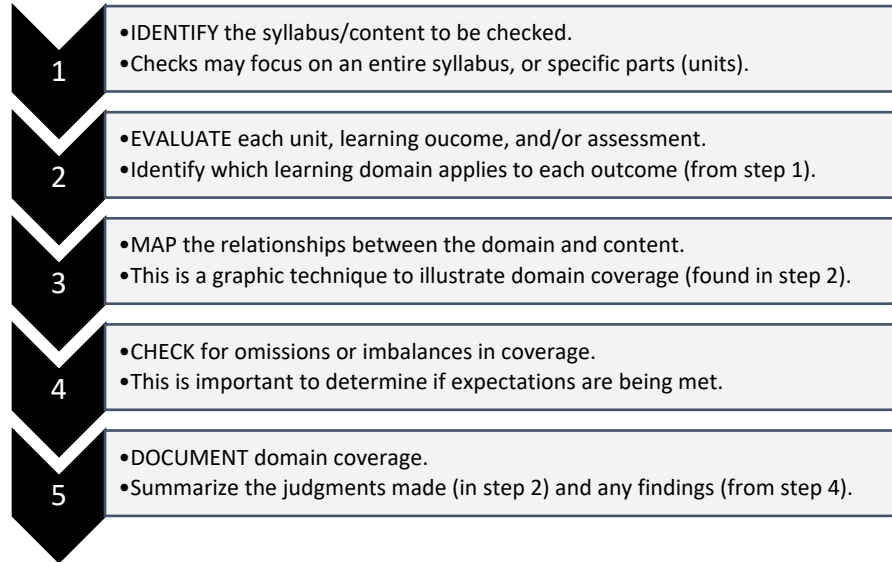 1
•IDENTIFY the syllabus/content to be checked.
•Checks may focus on an entire syllabus, or specific parts (units).
2
•EVALUATE each unit, learning oucome, and/or assessment.
•Identify which learning domain applies to each outcome (from step 1).
3
•MAP the relationships between the domain and content.
•This is a graphic technique to illustrate domain coverage (found in step 2).
4
•CHECK for omissions or imbalances in coverage.
•This is important to determine if expectations are being met.
5
•DOCUMENT domain coverage.
•Summarize the judgments made (in step 2) and any findings (from step 4).